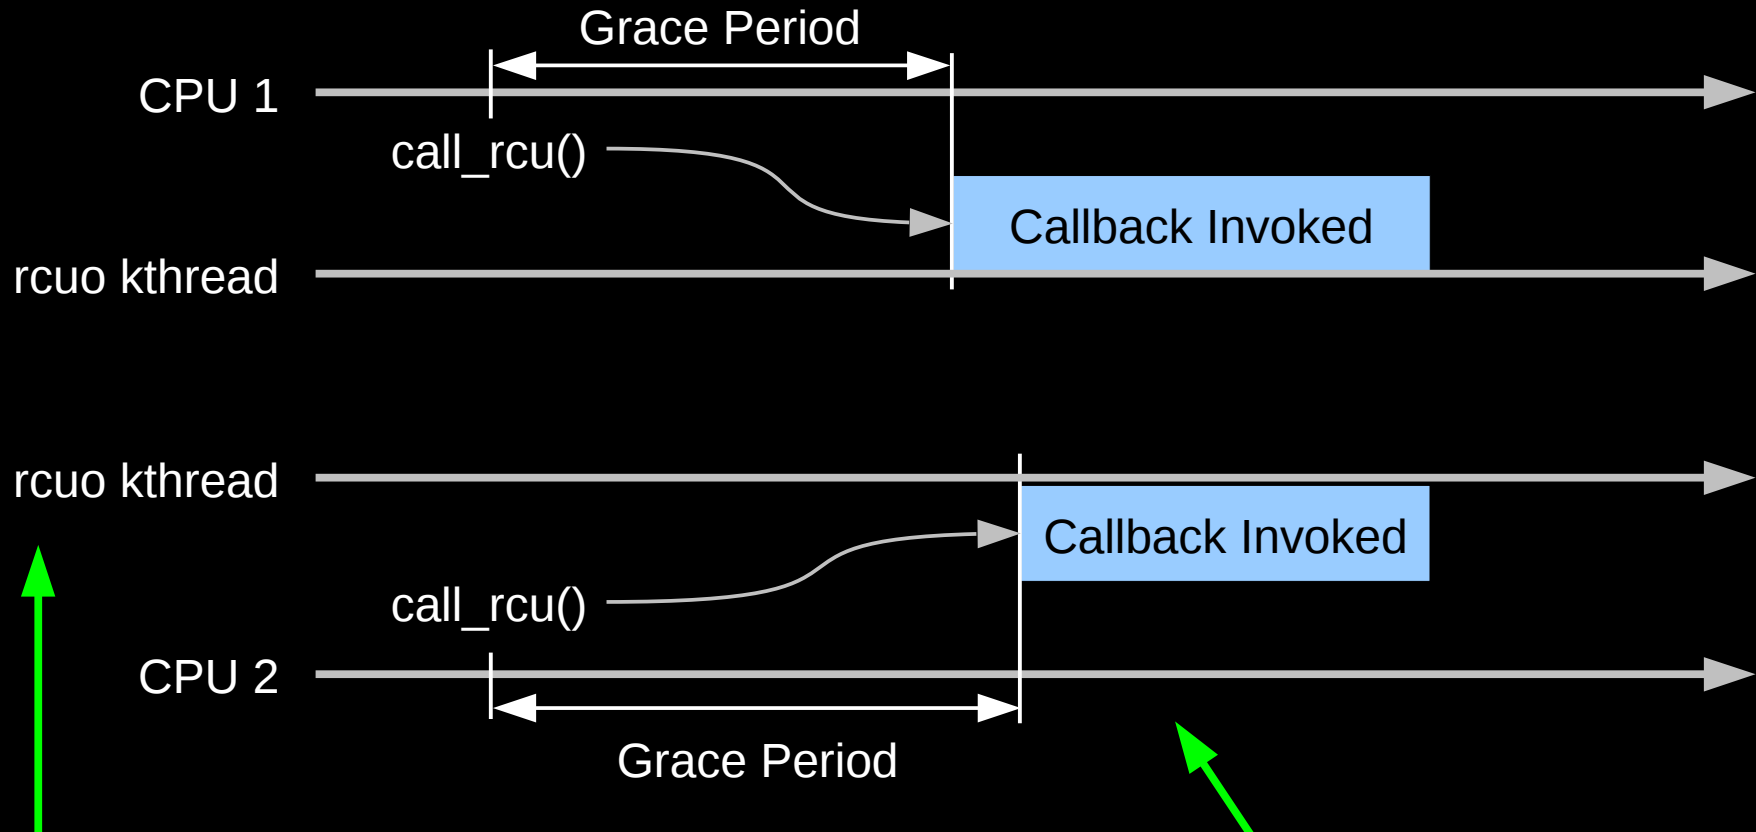 Grace Period
CPU 1
call_rcu()
Callback Invoked
rcuo kthread
rcuo kthread
Callback Invoked
call_rcu()
CPU 2
Grace Period